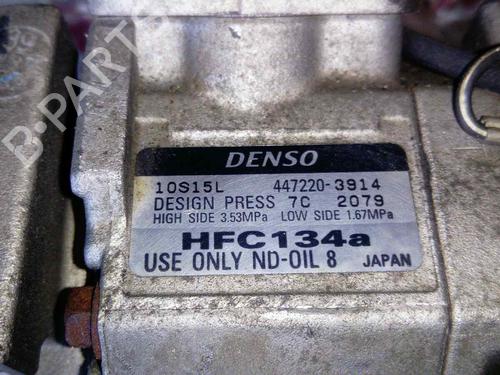 B-PARTS
DENSO
10S15L 447220-3914
DESIGN PRESS 7C 2079
HIGH SIDE 3.53MPa LOW SIDE 1.67MPa
HFC134a
USE ONLY ND-OIL 8 JAPAN